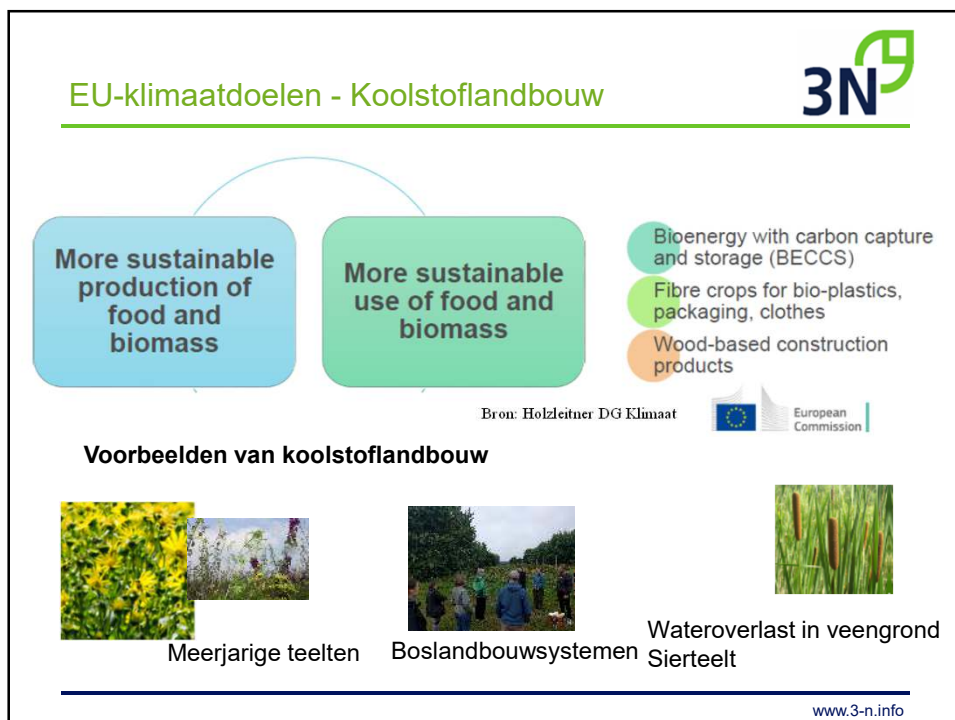 EU-klimaatdoelen - Koolstoflandbouw
3N
More sustainable
production of
food and
biomass
More sustainable
use of food and
biomass
Bioenergy with carbon capture
and storage (BECCS)
Fibre crops for bio-plastics,
packaging, clothes
Wood-based construction
products
Bron: Holzleitner DG Klimaat
European
Commission
Voorbeelden van koolstoflandbouw
Meerjarige teelten
Boslandbouwsystemen
Wateroverlast in veengrond
Sierteelt
www.3-n.info